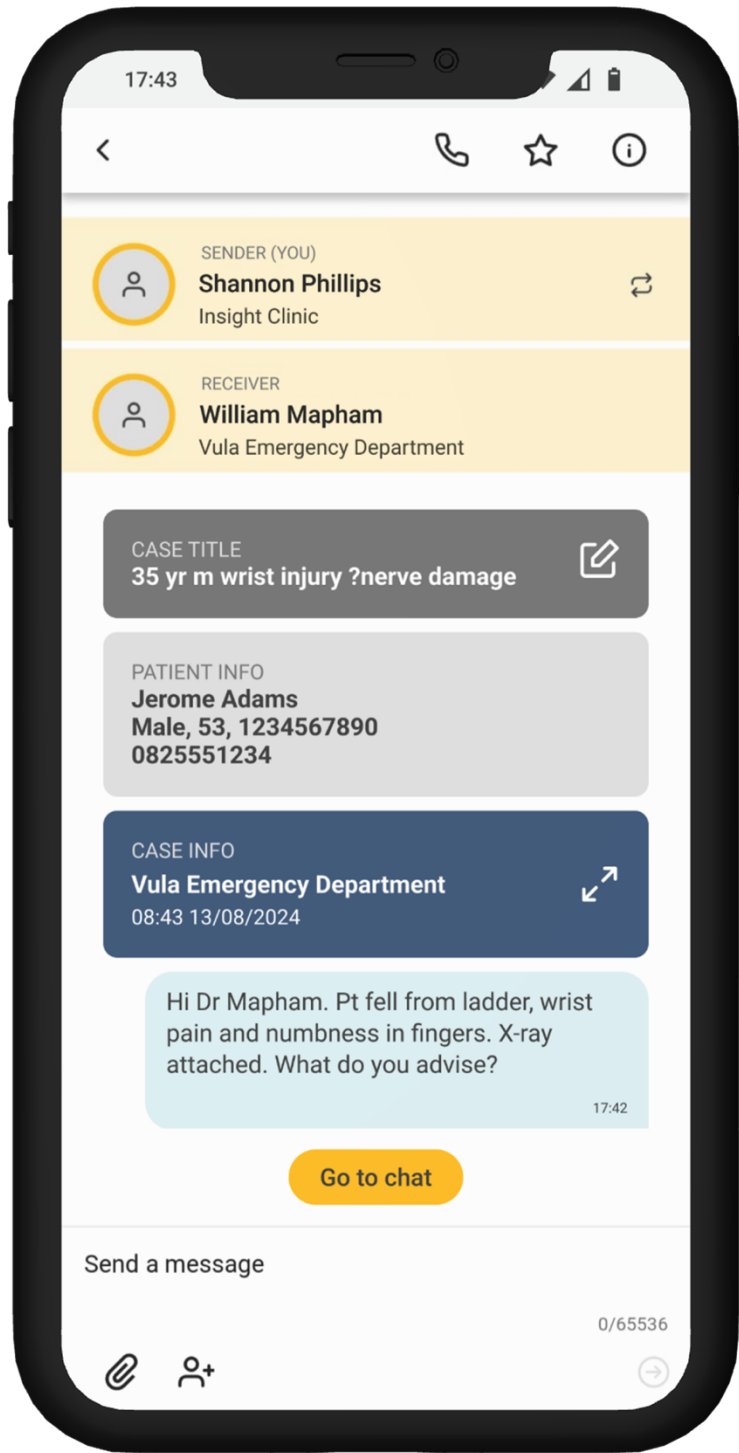 17:43
SENDER (YOU)
Shannon Phillips
Insight Clinic
RECEIVER
William Mapham
Vula Emergency Department
CASE TITLE
35 yr m wrist injury ?nerve damage
PATIENT INFO
Jerome Adams
Male, 53, 1234567890
0825551234
CASE INFO
Vula Emergency Department
08:43 13/08/2024
Hi Dr Mapham. Pt fell from ladder, wrist
pain and numbness in fingers. X-ray
attached. What do you advise?
17:42
Go to chat
Send a message
0/65536